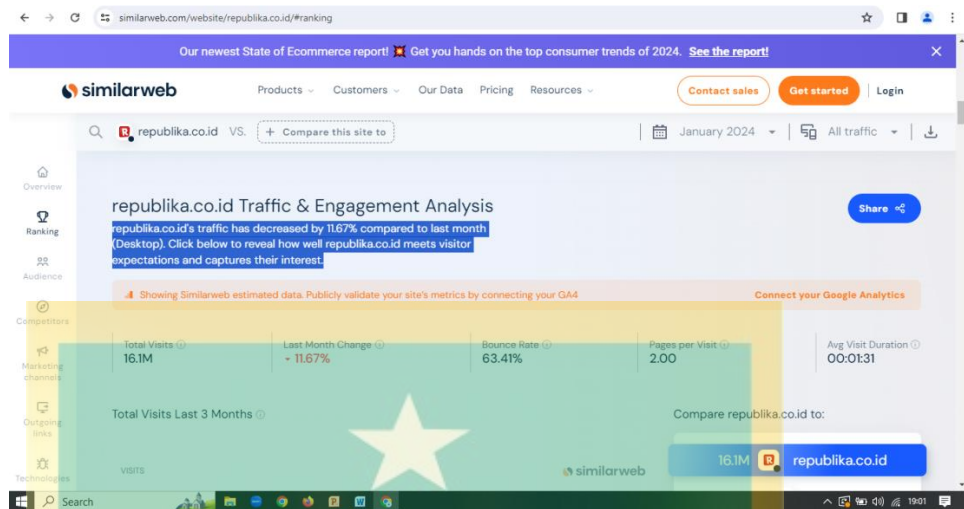 similarweb.com/website/republika.co.id/#ranking
Our newest State of Ecommerce report! 💥 Get you hands on the top consumer trends of 2024. See the report!
similarweb Products Customers Our Data Pricing Resources Contact sales Get started Login
republika.co.id VS. + Compare this site to January 2024 All traffic
Overview
Ranking
Audience
Competitors
Marketing channels
Outgoing links
Technologies
republika.co.id Traffic & Engagement Analysis
Share
republika.co.id's traffic has decreased by 11.67% compared to last month
(Desktop). Click below to reveal how well republika.co.id meets visitor
expectations and captures their interest.
Showing Similarweb estimated data. Publicly validate your site's metrics by connecting your GA4 Connect your Google Analytics
Total Visits Last Month Change Bounce Rate Pages per Visit Avg Visit Duration
16.1M 11.67% 63.41% 2.00 00:01:31
Total Visits Last 3 Months Compare republika.co.id to:
16.1M republika.co.id
VISITS similarweb
Search 19:01